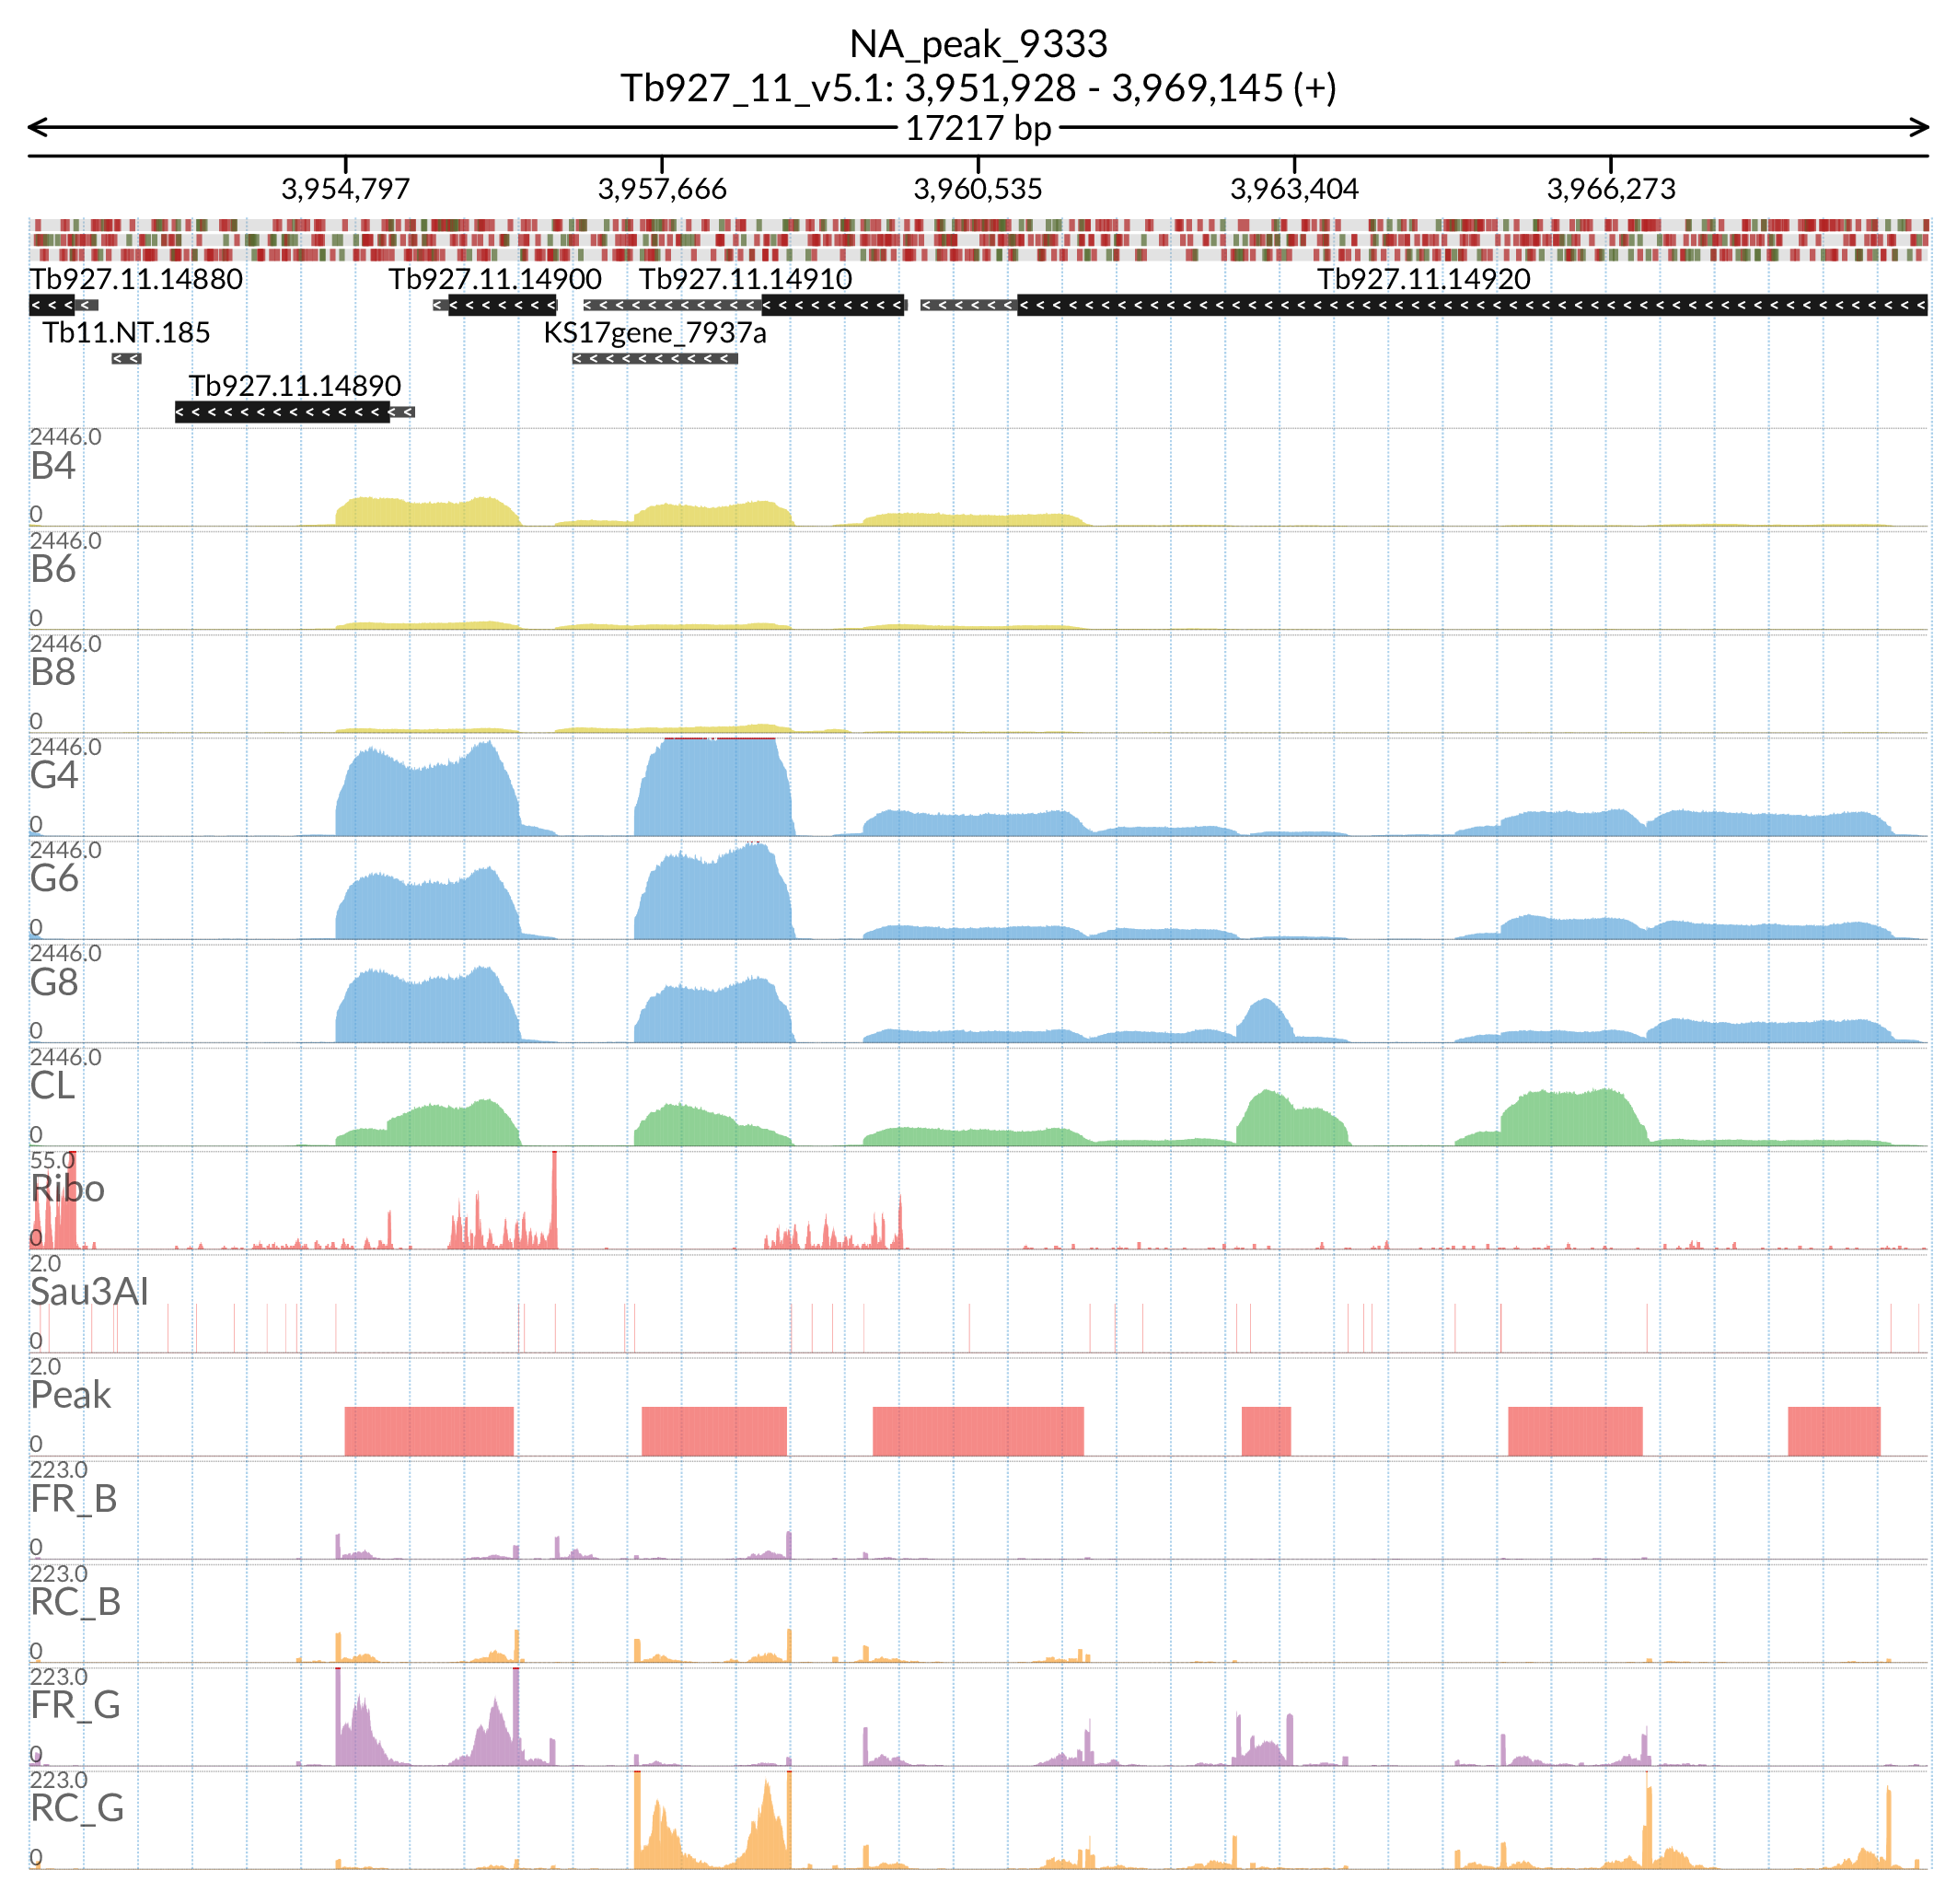 NA_peak_9333
Tb927_11_v5.1: 3,951,928 - 3,969,145 (+)
17217 bp
3,954,797 3,957,666 3,960,535 3,963,404 3,966,273
Tb927.11.14880 Tb927.11.14900 Tb927.11.14910 Tb927.11.14920
Tb11.NT.185 KS17gene_7937a
Tb927.11.14890
2446.0
B4
0
2446.0
B6
0
2446.0
B8
0
2446.0
G4
0
2446.0
G6
0
2446.0
G8
0
2446.0
CL
0
55.0
Ribo
0
2.0
Sau3AI
0
2.0
Peak
0
223.0
FR_B
0
223.0
RC_B
0
223.0
FR_G
0
223.0
RC_G
0